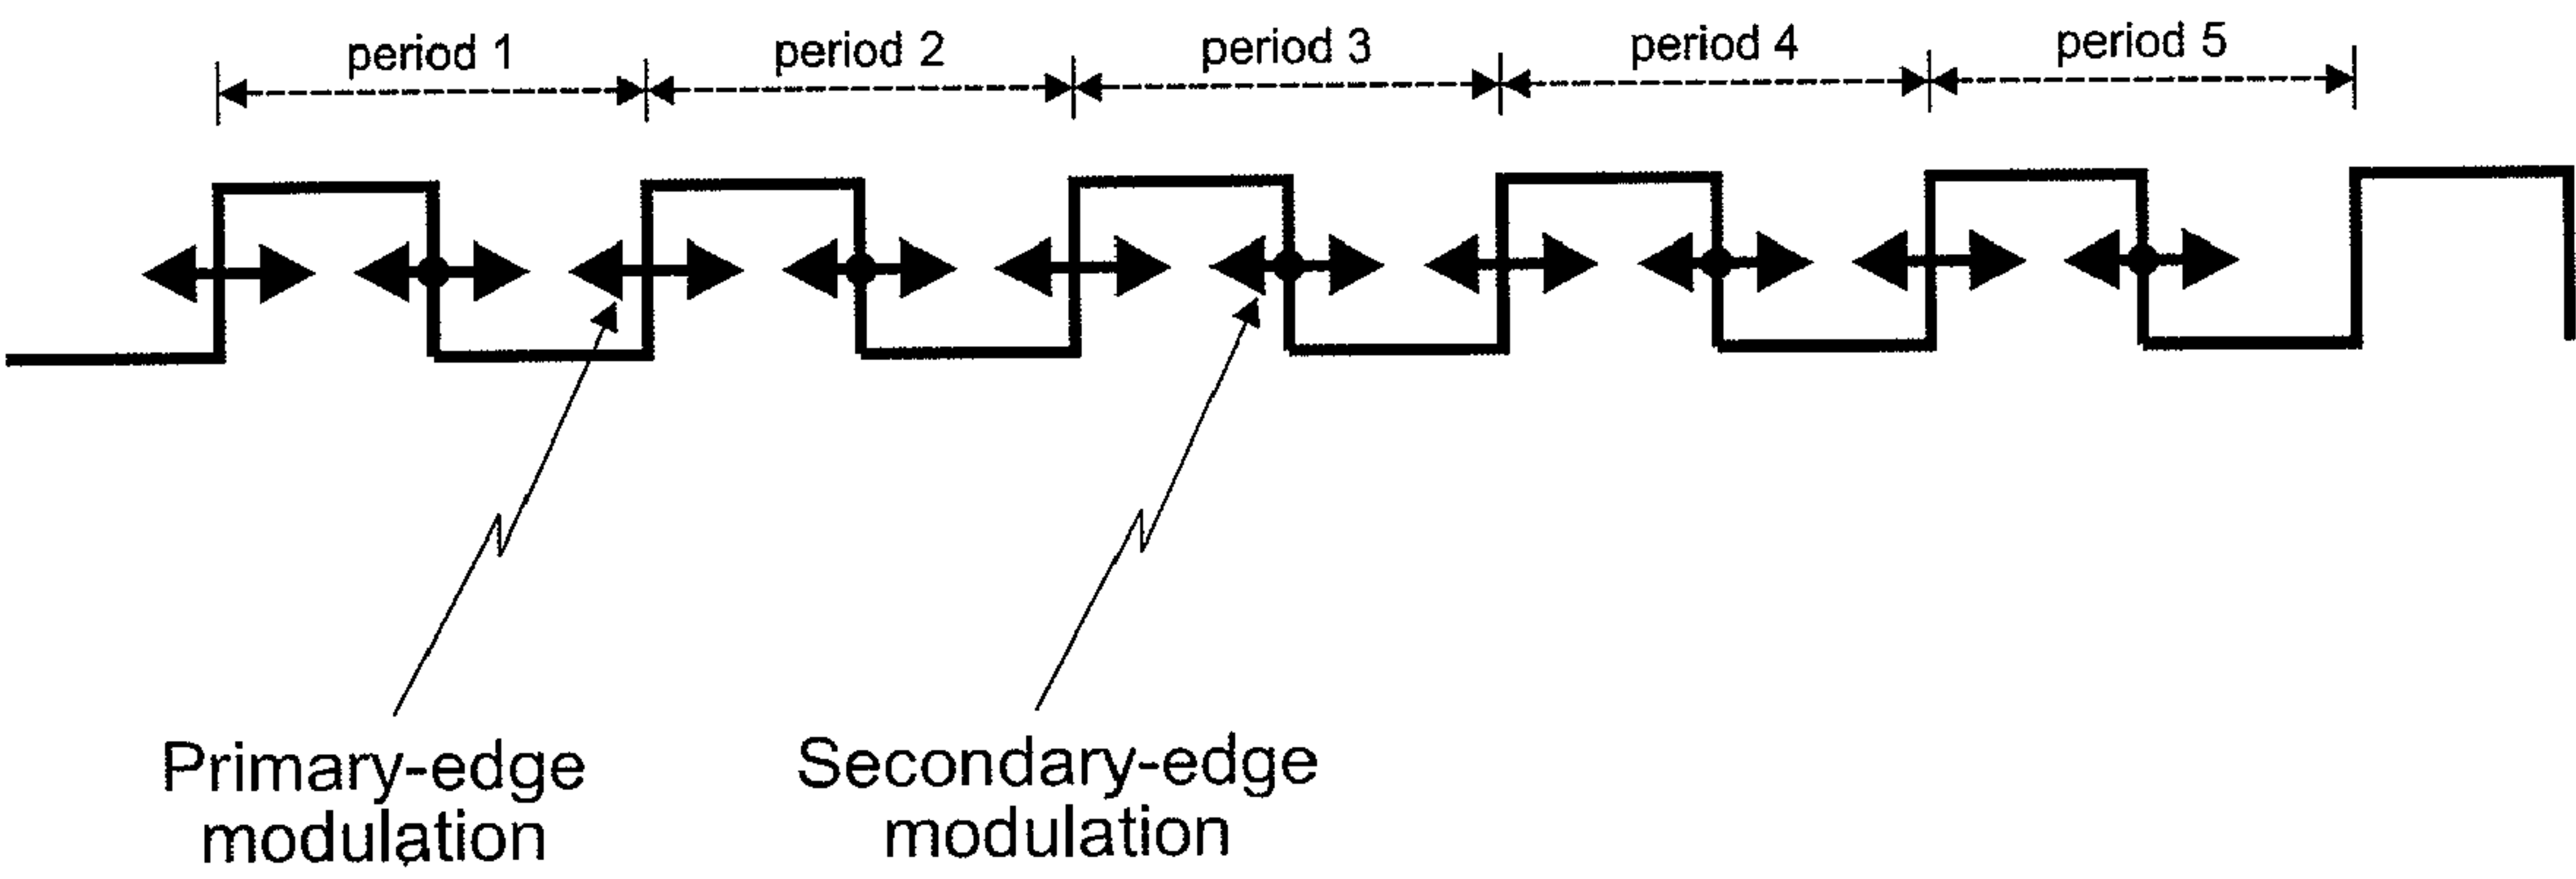 period 1
period 2
period 3
period 4
period 5
Primary-edge
modulation
Secondary-edge
modulation